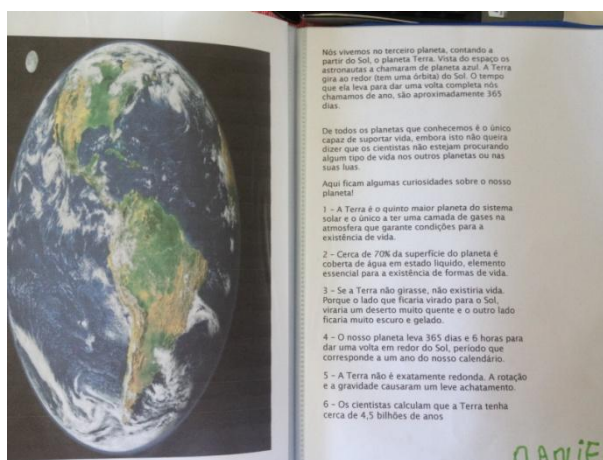 Nós vivemos no terceiro planeta, contando a
partir do Sol, o planeta Terra. Vista do espaço os
astronautas a chamaram de planeta azul. A Terra
gira ao redor (tem uma órbita) do Sol. O tempo
que ela leva para dar uma volta completa nós
chamamos de ano, são aproximadamente 365
dias.
De todos os planetas que conhecemos é o único
capaz de suportar vida, embora isto não queira
dizer que os cientistas não estejam procurando
algum tipo de vida nos outros planetas ou nas
suas luas.
Aqui ficam algumas curiosidades sobre o nosso
planeta!
1 - A Terra é o quinto maior planeta do sistema
solar e o único a ter uma camada de gases na
atmosfera que garante condições para a
existência de vida.
2 - Cerca de 70% da superfície do planeta é
coberta de água em estado líquido, elemento
essencial para a existência de formas de vida.
3 - Se a Terra não girasse, não existiria vida.
Porque o lado que ficaria virado para o Sol,
viraria um deserto muito quente e o outro lado
ficaria muito escuro e gelado.
4 - O nosso planeta leva 365 dias e 6 horas para
dar uma volta em redor do Sol, período que
corresponde a um ano do nosso calendário.
5 - A Terra não é exatamente redonda. A rotação
e a gravidade causaram um leve achatamento.
6 - Os cientistas calculam que a Terra tenha
cerca de 4,5 bilhões de anos